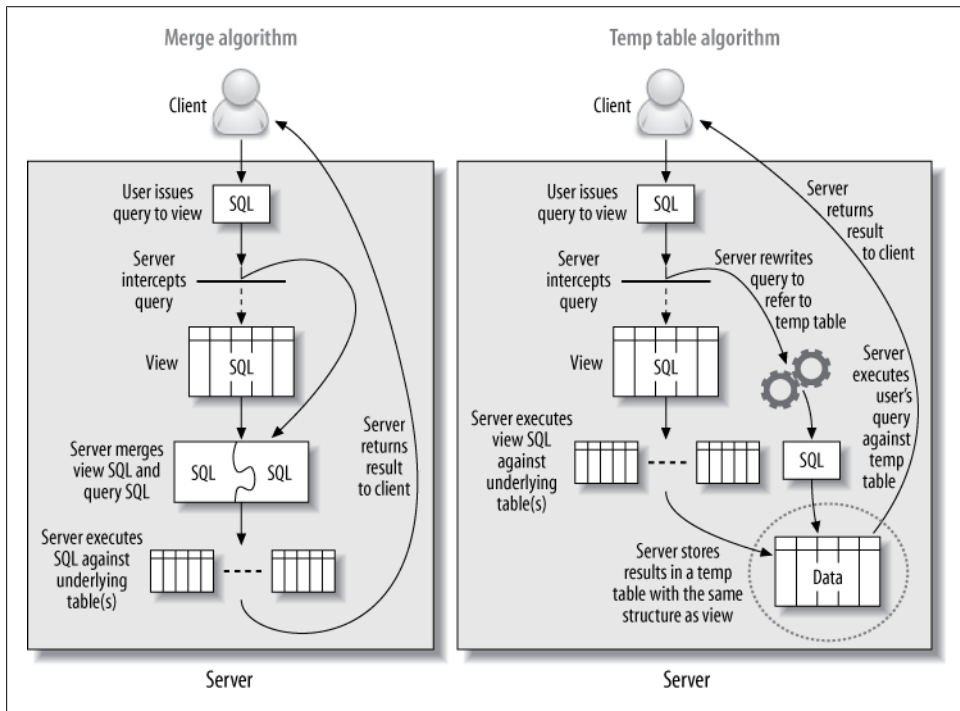 Merge algorithm
Client
User issues
query to view
SQL
Server
intercepts
query
View
SQL
Server merges
view SQL and
query SQL
SQL
SQL
Server
returns
result
to client
Server executes
SQL against
underlying
table(s)
Server
Temp table algorithm
Client
User issues
query to view
SQL
Server
returns
result
to client
Server
intercepts
query
Server rewrites
query to
refer to
temp table
View
SQL
Server
executes
user's
query
against
temp
table
Server executes
view SQL
against
underlying
table(s)
SQL
Server stores
results in a temp
table with the same
structure as view
Data
Server